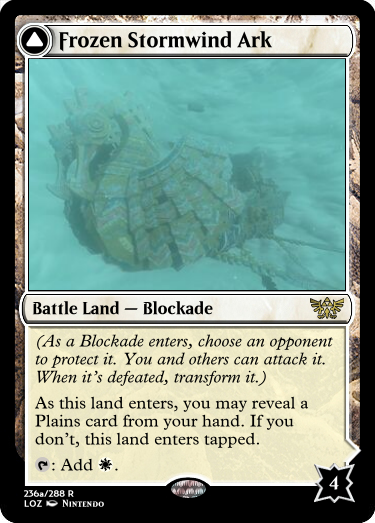 Frozen Stormwind Ark
Battle Land — Blockade
(As a Blockade enters, choose an opponent
to protect it. You and others can attack it.
When it's defeated, transform it.)
As this land enters, you may reveal a
Plains card from your hand. If you
don't, this land enters tapped.
: Add .
4
236a/288 R
LOZ Nintendo